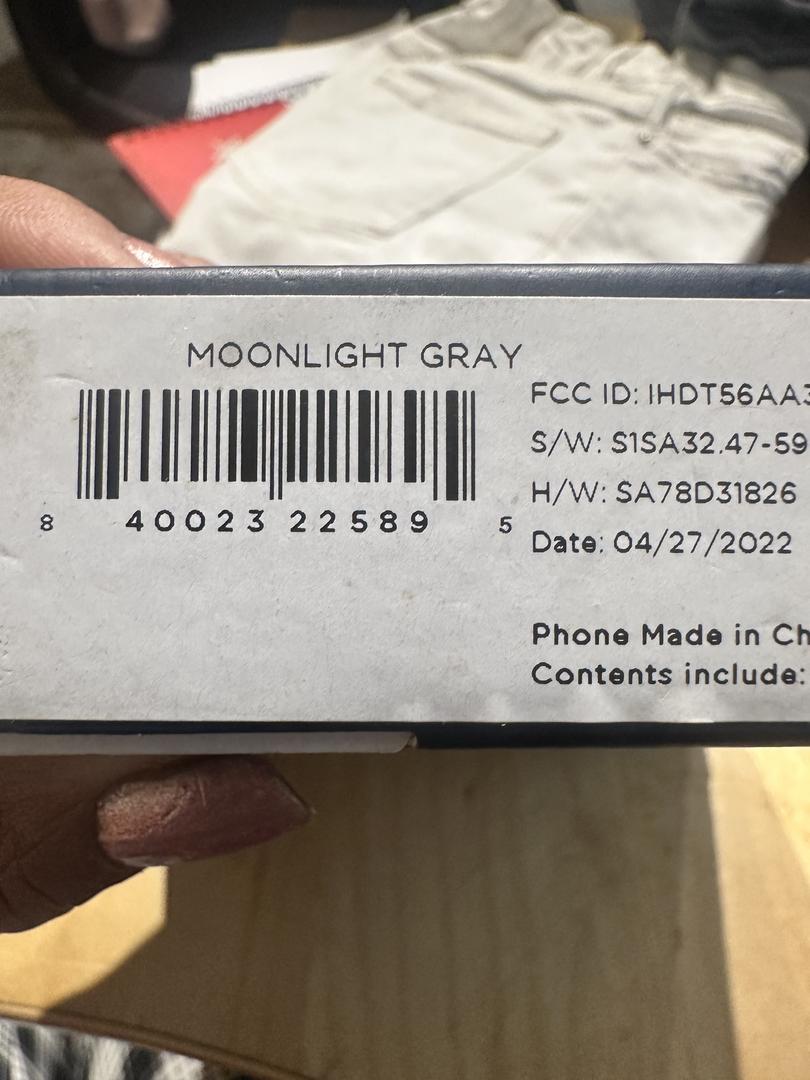 MOONLIGHT GRAY
8 40023 22589 5
FCC ID: IHDT56AA3
S/W: S1SA32.47-59
H/W: SA78D31826
Date: 04/27/2022
Phone Made in Ch
Contents include: